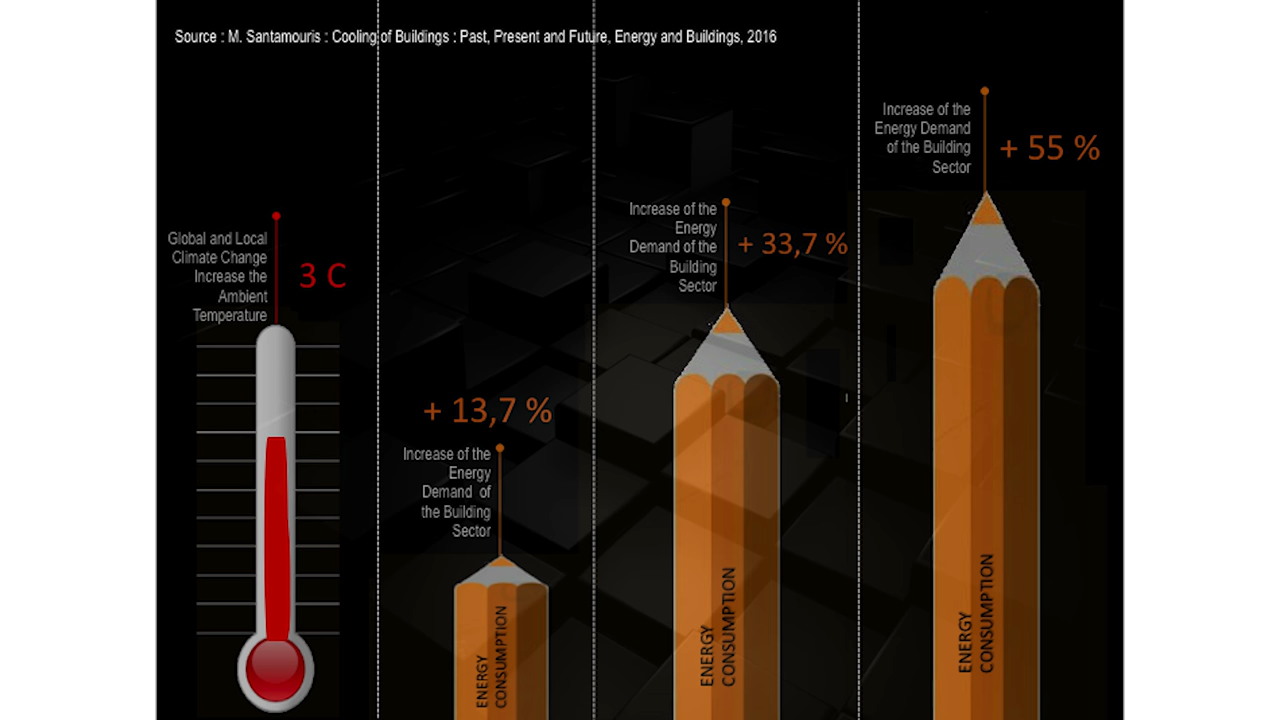 Source : M. Santamouris : Cooling of Buildings : Past, Present and Future, Energy and Buildings, 2016
Global and Local
Climate Change
Increase the
Ambient
Temperature
3 C
+ 13,7 %
Increase of the
Energy
Demand of
the Building
Sector
ENERGY
CONSUMPTION
Increase of the
Energy
Demand of the
Building
Sector
+ 33,7 %
ENERGY
CONSUMPTION
Increase of the
Energy Demand
of the Building
Sector
+ 55 %
ENERGY
CONSUMPTION